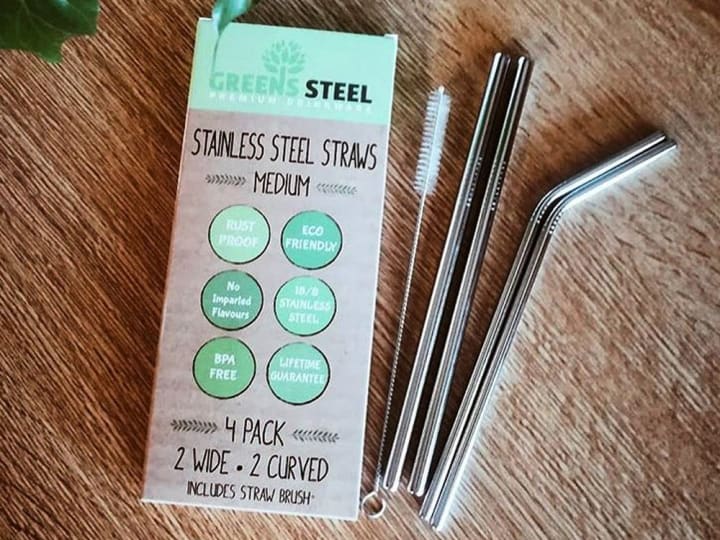 GREENS STEEL
PREMIUM DRINKWARE
STAINLESS STEEL STRAWS
MEDIUM
RUST
PROOF
ECO
FRIENDLY
No
Imparted
Flavours
18/8
STAINLESS
STEEL
BPA
FREE
LIFETIME
GUARANTEE
4 PACK
2 WIDE • 2 CURVED
INCLUDES STRAW BRUSH